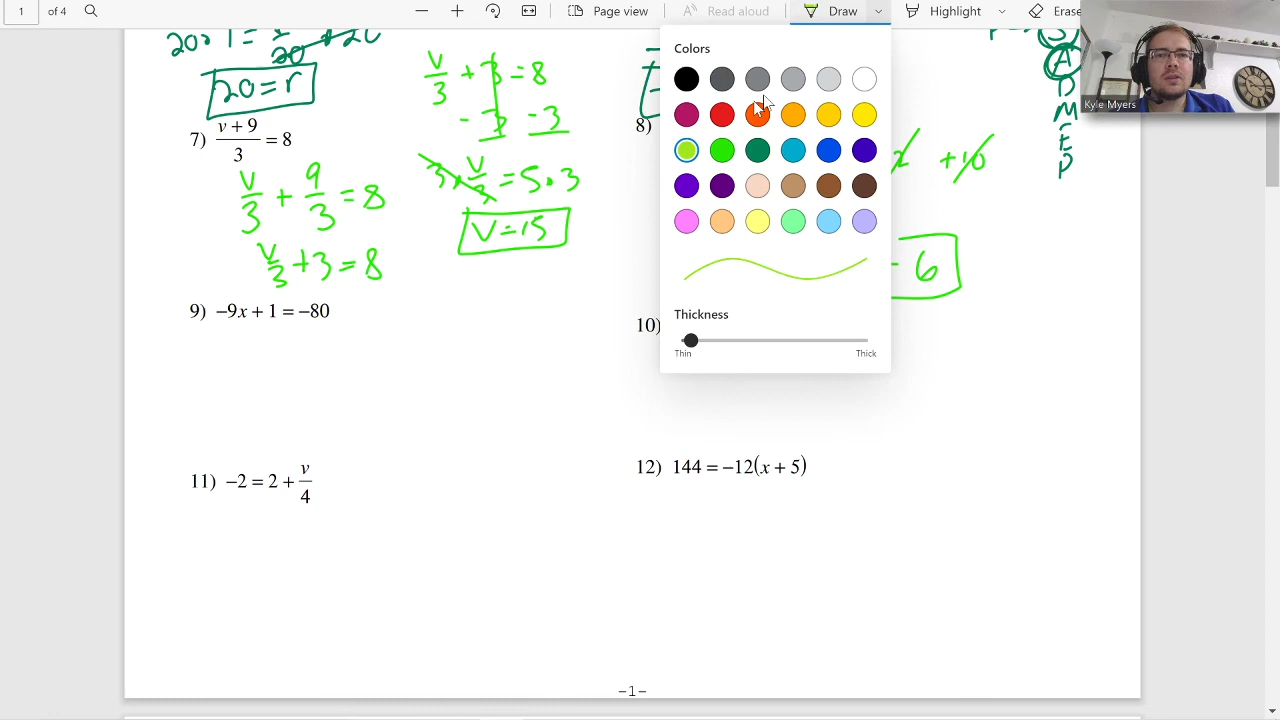 1 of 4 Page view Read aloud Draw Highlight Erase
20 = r
7) (v + 9)/3 = 8
v/3 + 9/3 = 8
v/3 + 3 = 8
v/3 + 3 = 8
- 3 - 3
3 • v/3 = 5 • 3
v = 15
8)
+10
6
S
A
D
M
E
P
Kyle Myers
Colors
Thickness
Thin Thick
9) −9x + 1 = −80
10)
11) −2 = 2 + v/4
12) 144 = −12(x + 5)
-1-